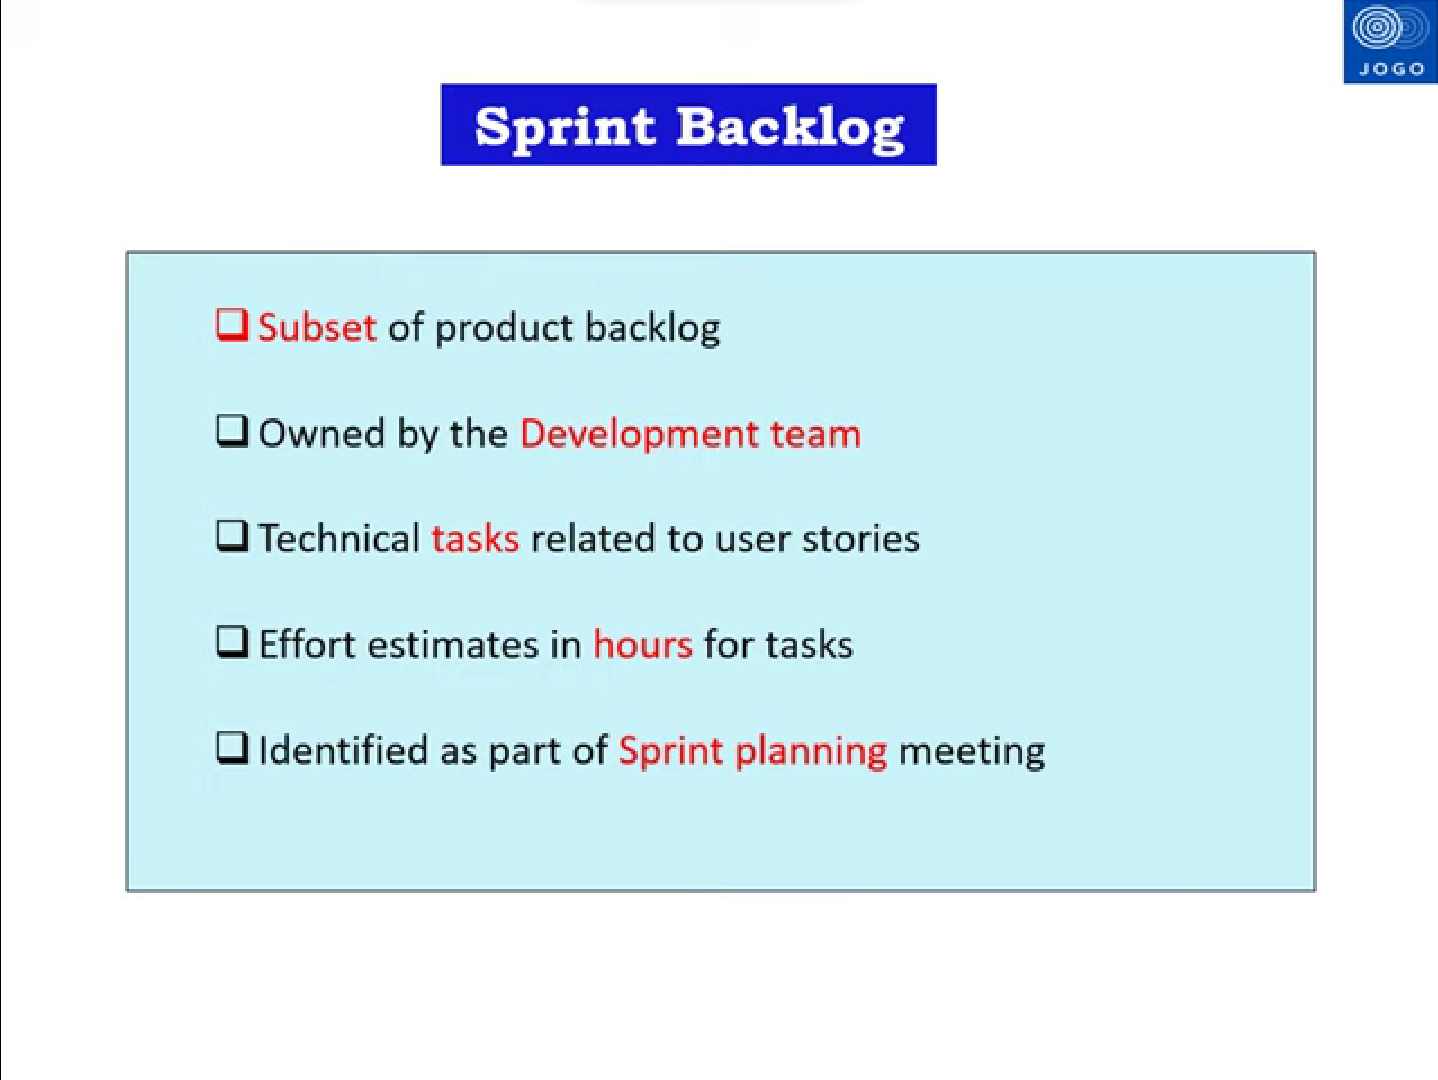 JOGO
Sprint Backlog
Subset of product backlog
Owned by the Development team
Technical tasks related to user stories
Effort estimates in hours for tasks
Identified as part of Sprint planning meeting